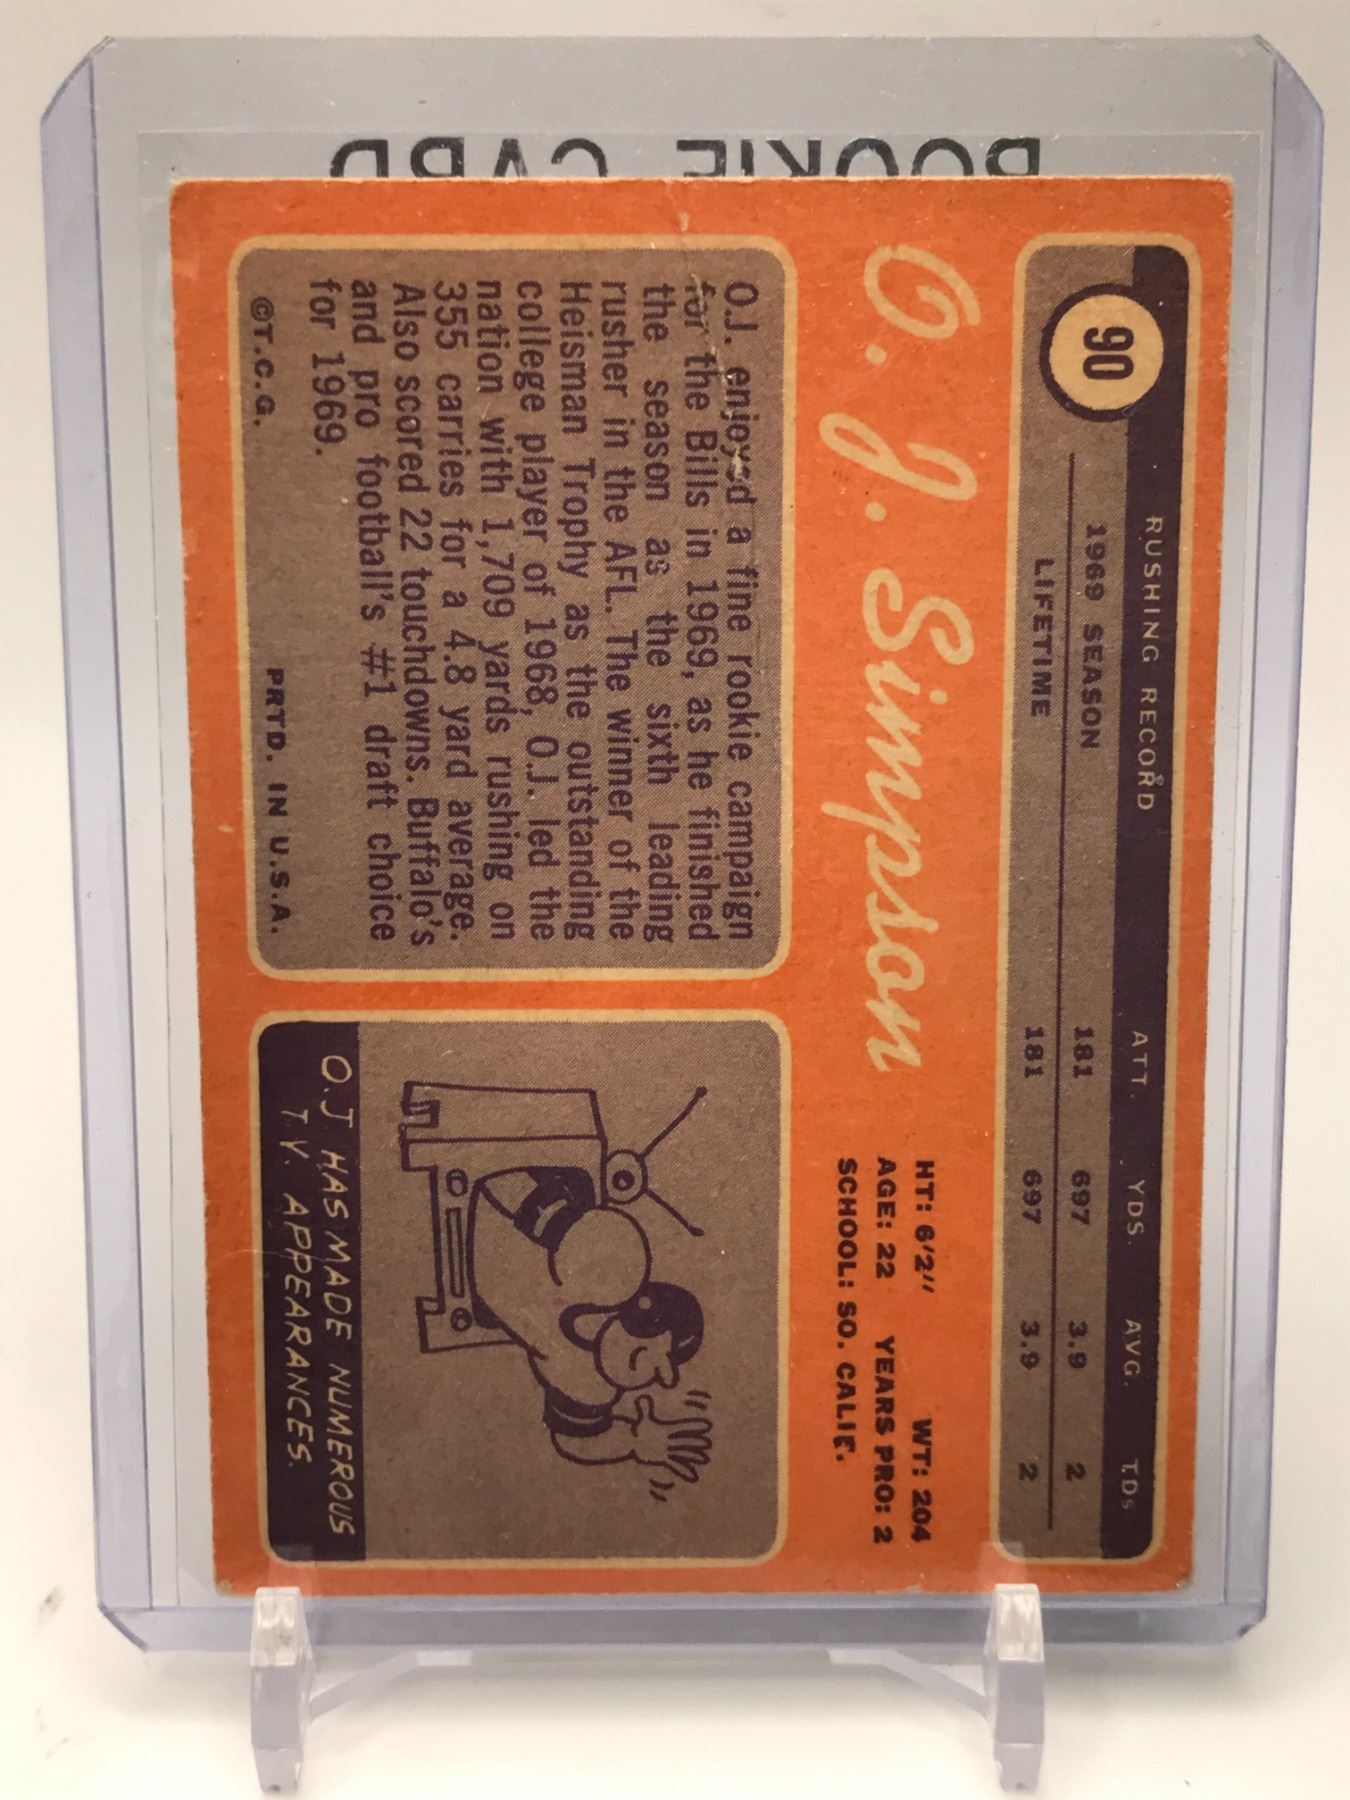 ROOKIE CARD
90
RUSHING RECORD ATT. YDS. AVG. TDS
1969 SEASON 181 697 3.9 2
LIFETIME 181 697 3.9 2
O. J. Simpson
HT: 6'2" WT: 204
AGE: 22 YEARS PRO: 2
SCHOOL: SO. CALIF.
O.J. enjoyed a fine rookie campaign
for the Bills in 1969, as he finished
the season as the sixth leading
rusher in the AFL. The winner of the
Heisman Trophy as the outstanding
college player of 1968, O.J. led the
nation with 1,709 yards rushing on
355 carries for a 4.8 yard average.
Also scored 22 touchdowns. Buffalo's
and pro football's #1 draft choice
for 1969.
©T.C.G. PRTD. IN U.S.A.
O.J HAS MADE NUMEROUS
T.V. APPEARANCES.